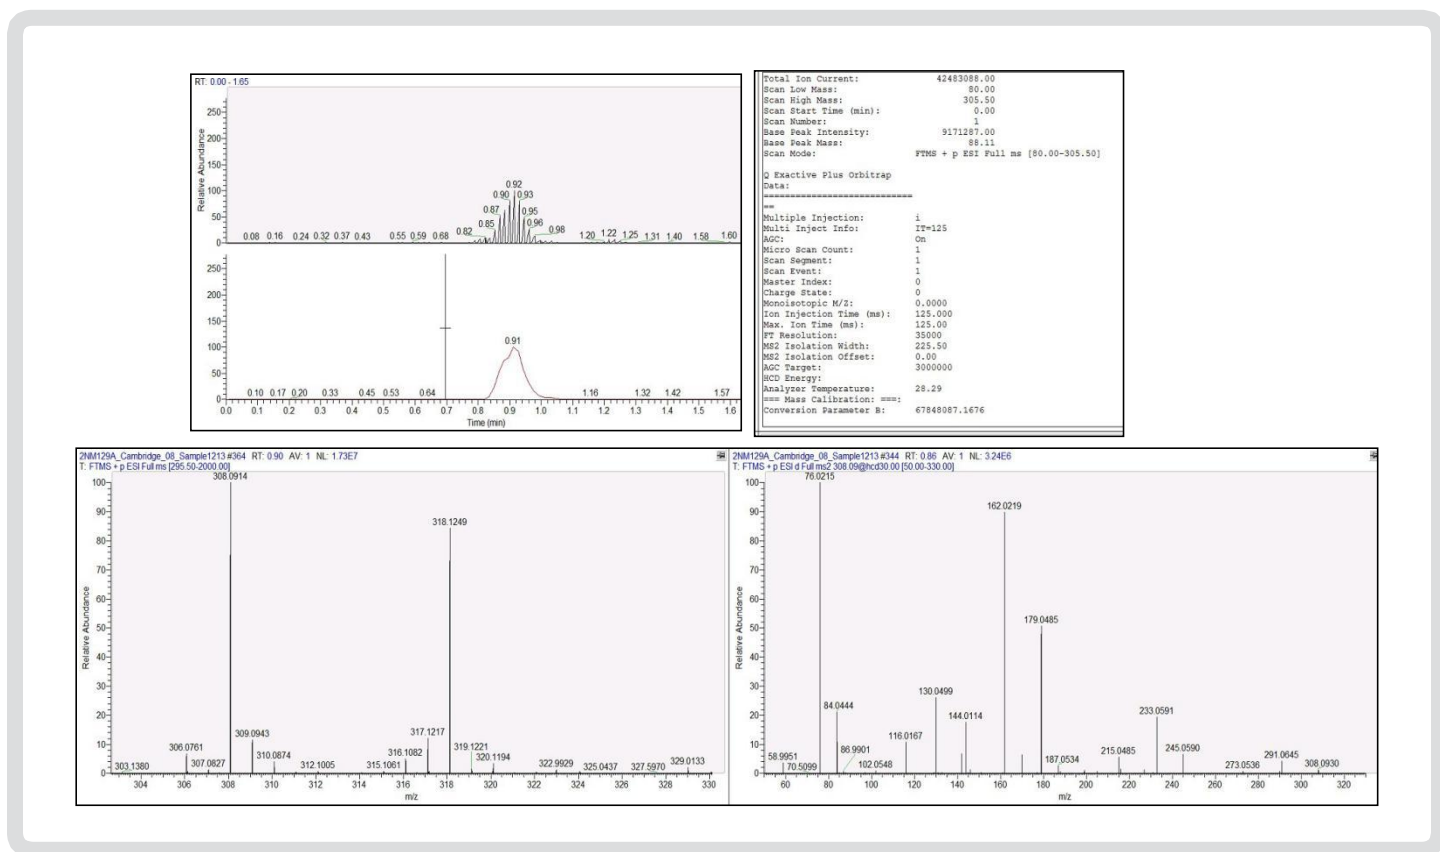 RT: 0.00 - 1.65
250
200
150
100
50
0
Relative Abundance
0.08 0.16 0.24 0.32 0.37 0.43 0.55 0.59 0.68 0.82 0.85 0.87 0.90 0.92 0.93 0.95 0.96 0.98 1.20 1.22 1.25 1.31 1.40 1.58 1.60
250
200
150
100
50
0
0.10 0.17 0.20 0.33 0.45 0.53 0.64 0.91 1.16 1.32 1.42 1.57
0.0 0.1 0.2 0.3 0.4 0.5 0.6 0.7 0.8 0.9 1.0 1.1 1.2 1.3 1.4 1.5 1.6
Time (min)
Total Ion Current: 42483088.00
Scan Low Mass: 80.00
Scan High Mass: 305.50
Scan Start Time (min): 0.00
Scan Number: 1
Base Peak Intensity: 9171287.00
Base Peak Mass: 88.11
Scan Mode: FTMS + p ESI Full ms [80.00-305.50]
Q Exactive Plus Orbitrap
Data:
==============================
==
Multiple Injection: i
Multi Inject Info: IT=125
AGC: On
Micro Scan Count: 1
Scan Segment: 1
Scan Event: 1
Master Index: 0
Charge State: 0
Monoisotopic M/Z: 0.0000
Ion Injection Time (ms): 125.000
Max. Ion Time (ms): 125.00
FT Resolution: 35000
MS2 Isolation Width: 225.50
MS2 Isolation Offset: 0.00
AGC Target: 3000000
HCD Energy:
Analyzer Temperature: 28.29
=== Mass Calibration: ===:
Conversion Parameter B: 67848087.1676
2NM129A_Cambridge_08_Sample1213 #364 RT: 0.90 AV: 1 NL: 1.73E7
T: FTMS + p ESI Full ms [295.50-2000.00]
100
90
80
70
60
50
40
30
20
10
0
Relative Abundance
303.1380 306.0761 307.0827 308.0914 309.0943 310.0874 312.1005 315.1061 316.1082 317.1217 318.1249 319.1221 320.1194 322.9929 325.0437 327.5970 329.0133
304 306 308 310 312 314 316 318 320 322 324 326 328 330
m/z
2NM129A_Cambridge_08_Sample1213 #344 RT: 0.86 AV: 1 NL: 3.24E6
T: FTMS + p ESI d Full ms2 308.09@hcd30.00 [50.00-330.00]
100
90
80
70
60
50
40
30
20
10
0
Relative Abundance
58.9951 70.5099 76.0215 84.0444 86.9901 102.0548 116.0167 130.0499 144.0114 162.0219 179.0485 187.0534 215.0485 233.0591 245.0590 273.0536 291.0645 308.0930
60 80 100 120 140 160 180 200 220 240 260 280 300 320
m/z